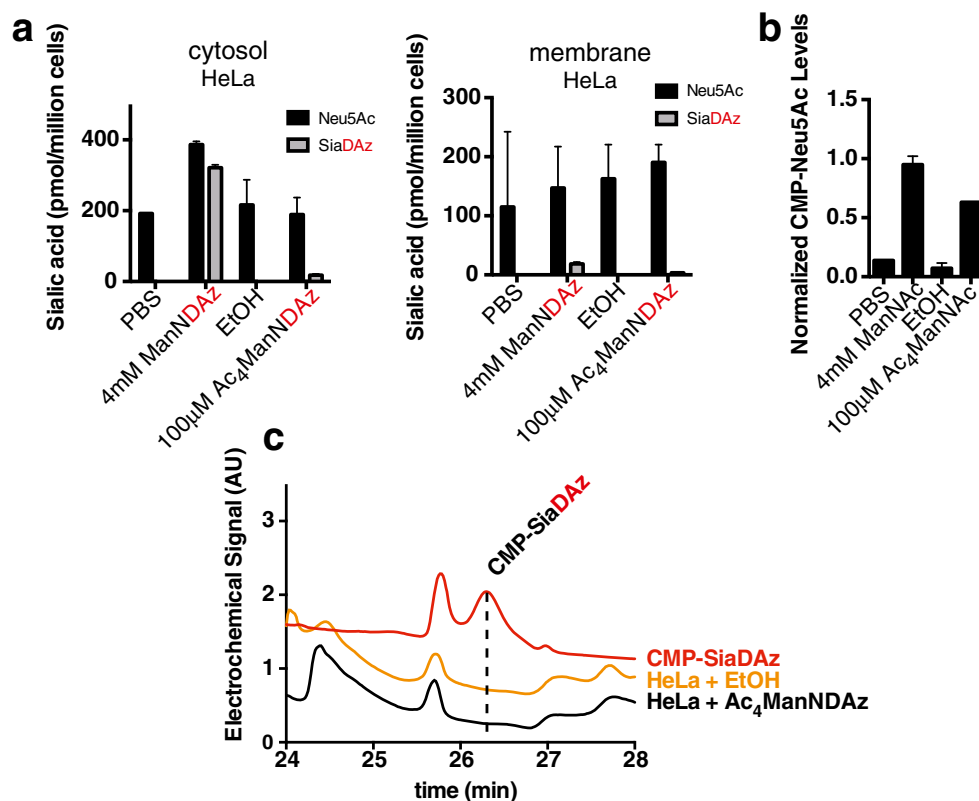 a
cytosol
HeLa
Sialic acid (pmol/million cells)
400
200
0
Neu5Ac
SiaDAz
PBS
4mM ManNDAz
EtOH
100μM Ac4ManNDAz
membrane
HeLa
Sialic acid (pmol/million cells)
300
200
100
0
Neu5Ac
SiaDAz
PBS
4mM ManNDAz
EtOH
100μM Ac4ManNDAz
b
Normalized CMP-Neu5Ac Levels
1.5
1.0
0.5
0.0
PBS
4mM ManNAc
EtOH
100μM Ac4ManNAc
c
Electrochemical Signal (AU)
3
2
1
0
CMP-SiaDAz
CMP-SiaDAz
HeLa + EtOH
HeLa + Ac4ManNDAz
24 25 26 27 28
time (min)